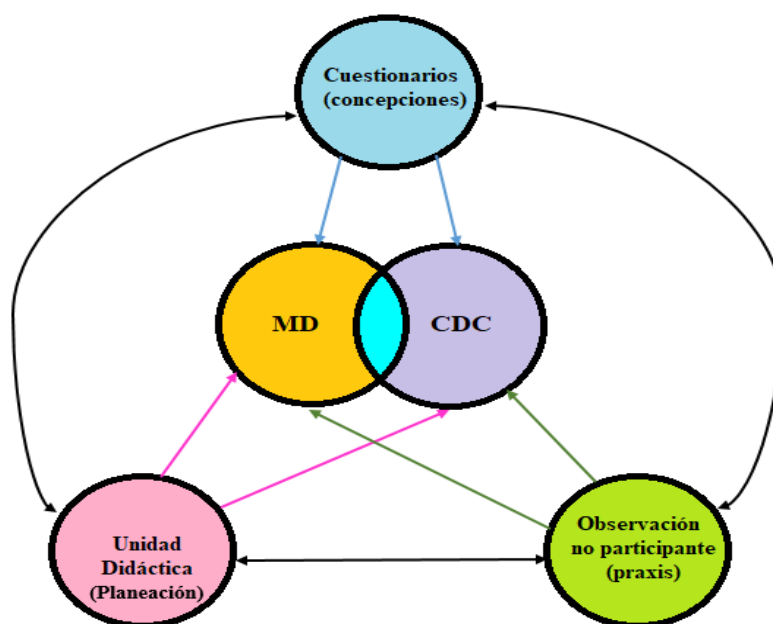 Cuestionarios
(concepciones)
MD
CDC
Unidad
Didáctica
(Planeación)
Observación
no participante
(praxis)